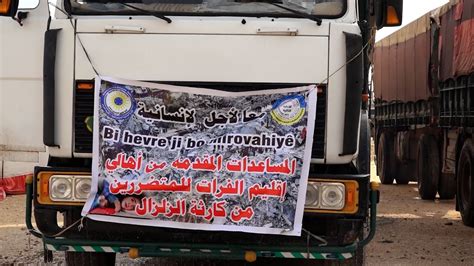 معا لأجل الإنسانية
Bi hevre ji bo mirovahiyê
المساعدات المقدمة من أهالي
إقليم الفرات للمتضررين
من كارثة الزلزال